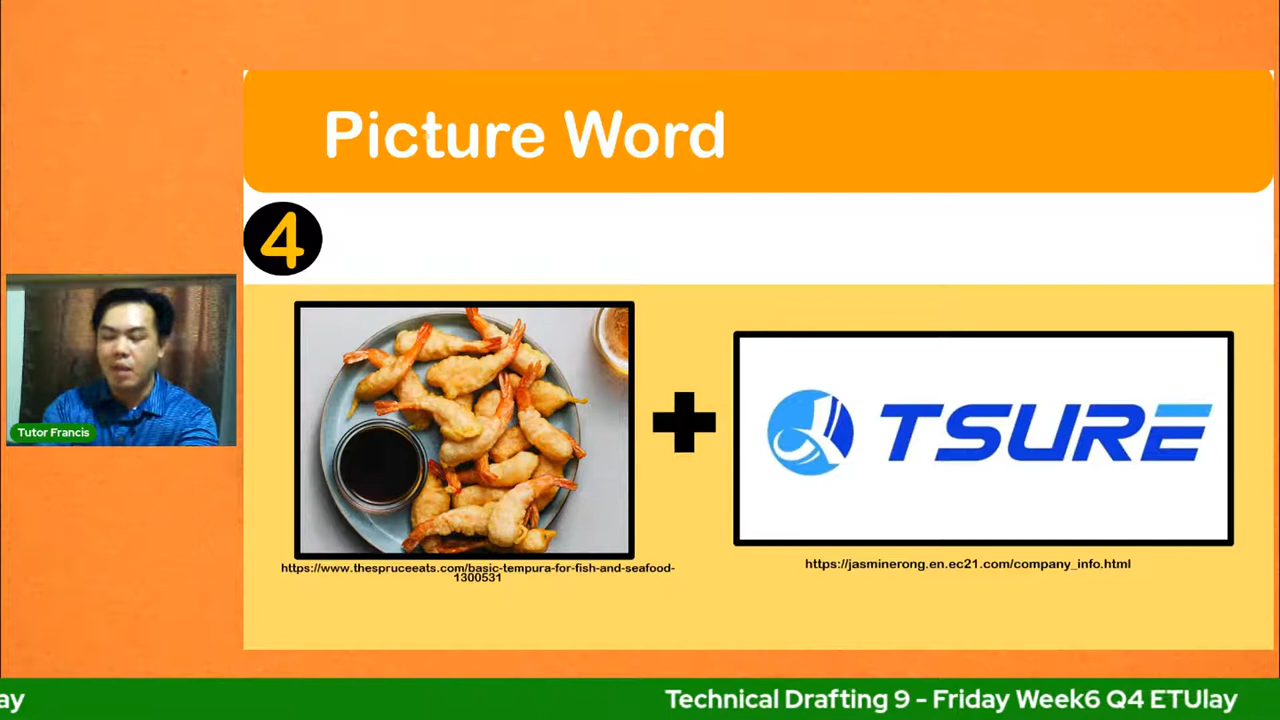 Picture Word
4
TSURE
https://www.thespruceeats.com/basic-tempura-for-fish-and-seafood-
1300531
https://jasminerong.en.ec21.com/company_info.html
Tutor Francis
ay
Technical Drafting 9 - Friday Week6 Q4 ETUlay